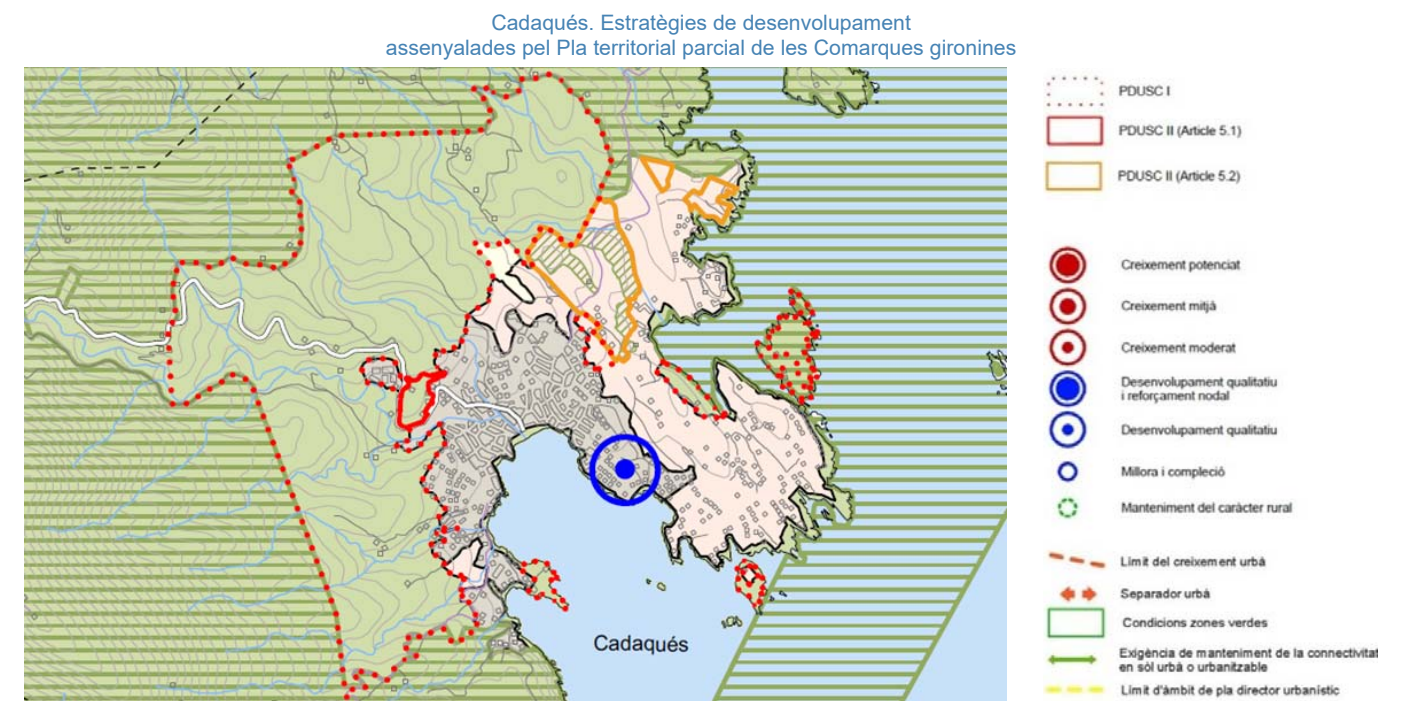 Cadaqués. Estratègies de desenvolupament
assenyalades pel Pla territorial parcial de les Comarques gironines
PDUSC I
PDUSC II (Article 5.1)
PDUSC II (Article 5.2)
Creixement potenciat
Creixement mitjà
Creixement moderat
Desenvolupament qualitatiu
i reforçament nodal
Desenvolupament qualitatiu
Millora i compleció
Manteniment del caràcter rural
Límit del creixement urbà
Separador urbà
Condicions zones verdes
Exigència de manteniment de la connectivitat
en sòl urbà o urbanitzable
Límit d'àmbit de pla director urbanístic
Cadaqués